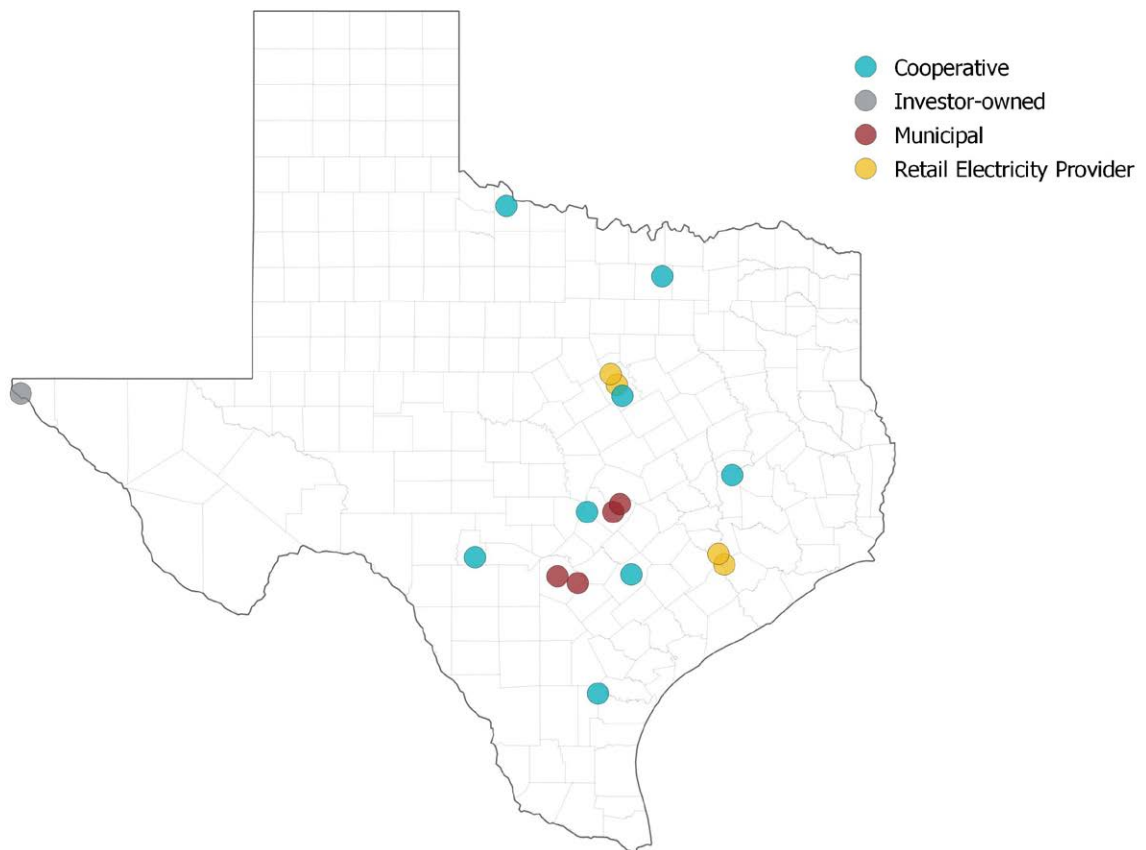 Cooperative
Investor-owned
Municipal
Retail Electricity Provider